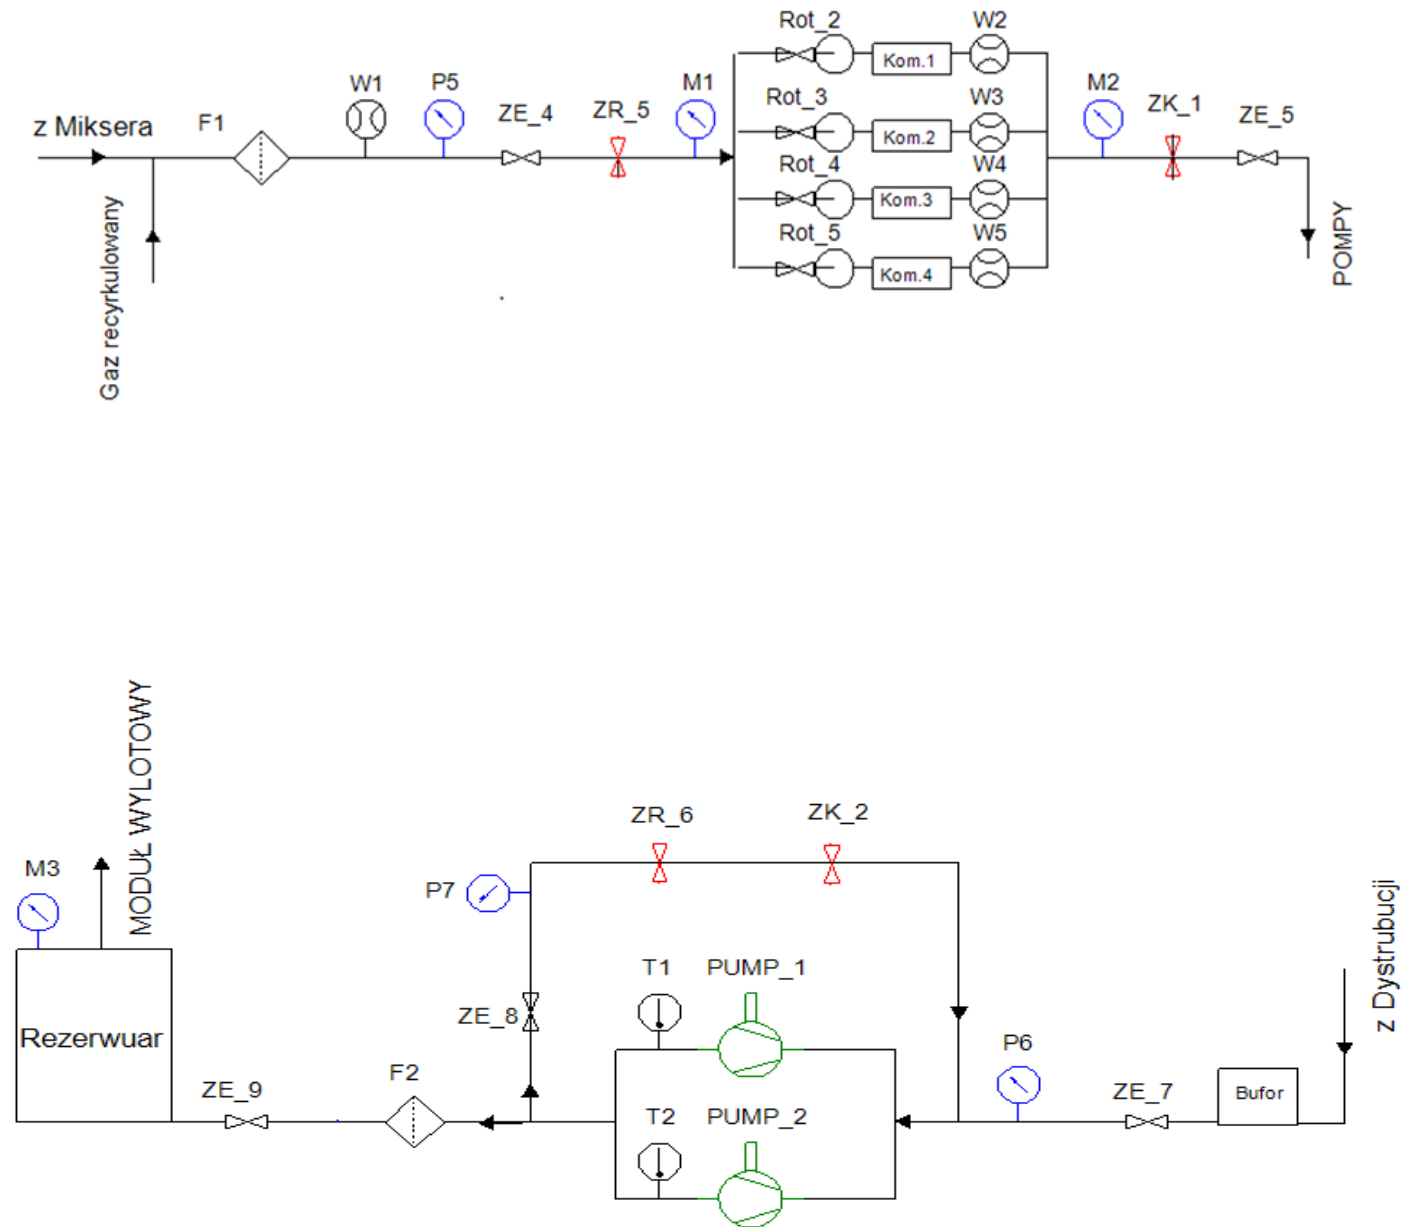 Rot_2
W2
Kom.1
W1
P5
M1
Rot_3
W3
M2
Kom.2
z Miksera
F1
ZE_4
ZR_5
ZK_1
ZE_5
Rot_4
W4
Kom.3
Rot_5
W5
Kom.4
Gaz recyrkulowany
POMPY
MODUŁ WYLOTOWY
ZR_6
ZK_2
M3
P7
z Dystrubucji
T1
PUMP_1
ZE_8
Rezerwuar
P6
ZE_9
F2
T2
PUMP_2
ZE_7
Bufor